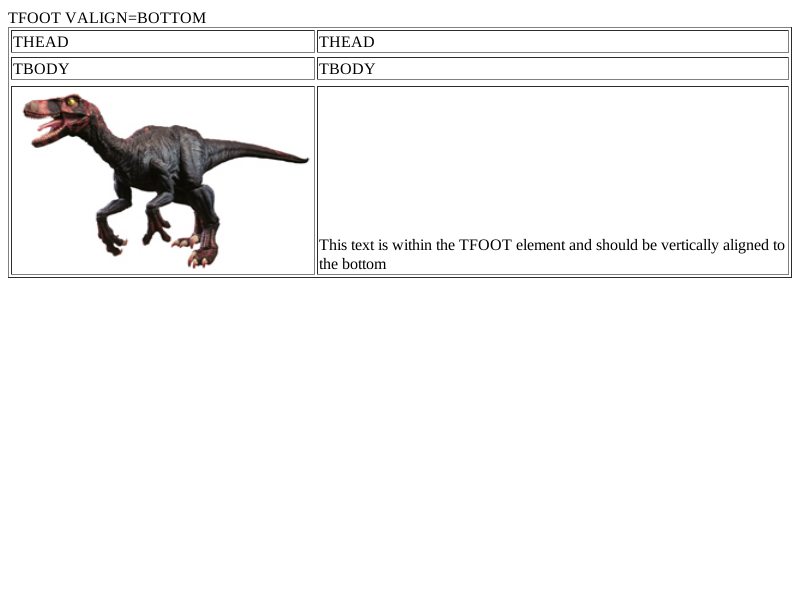 TFOOT VALIGN=BOTTOM
THEAD THEAD
TBODY TBODY
This text is within the TFOOT element and should be vertically aligned to
the bottom